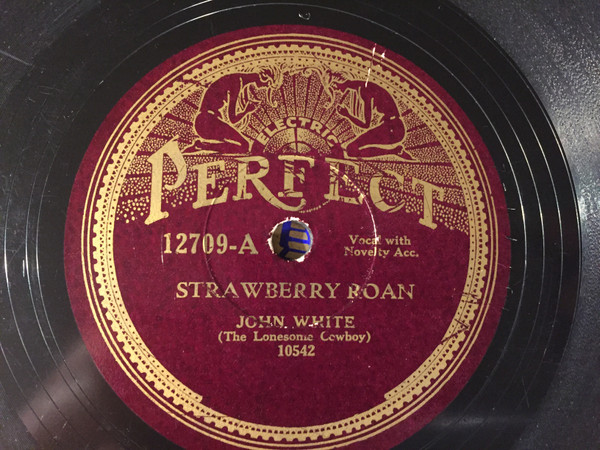 ELECTRIC
PERFECT
12709-A
Vocal with
Novelty Acc.
STRAWBERRY ROAN
JOHN WHITE
(The Lonesome Cowboy)
10542